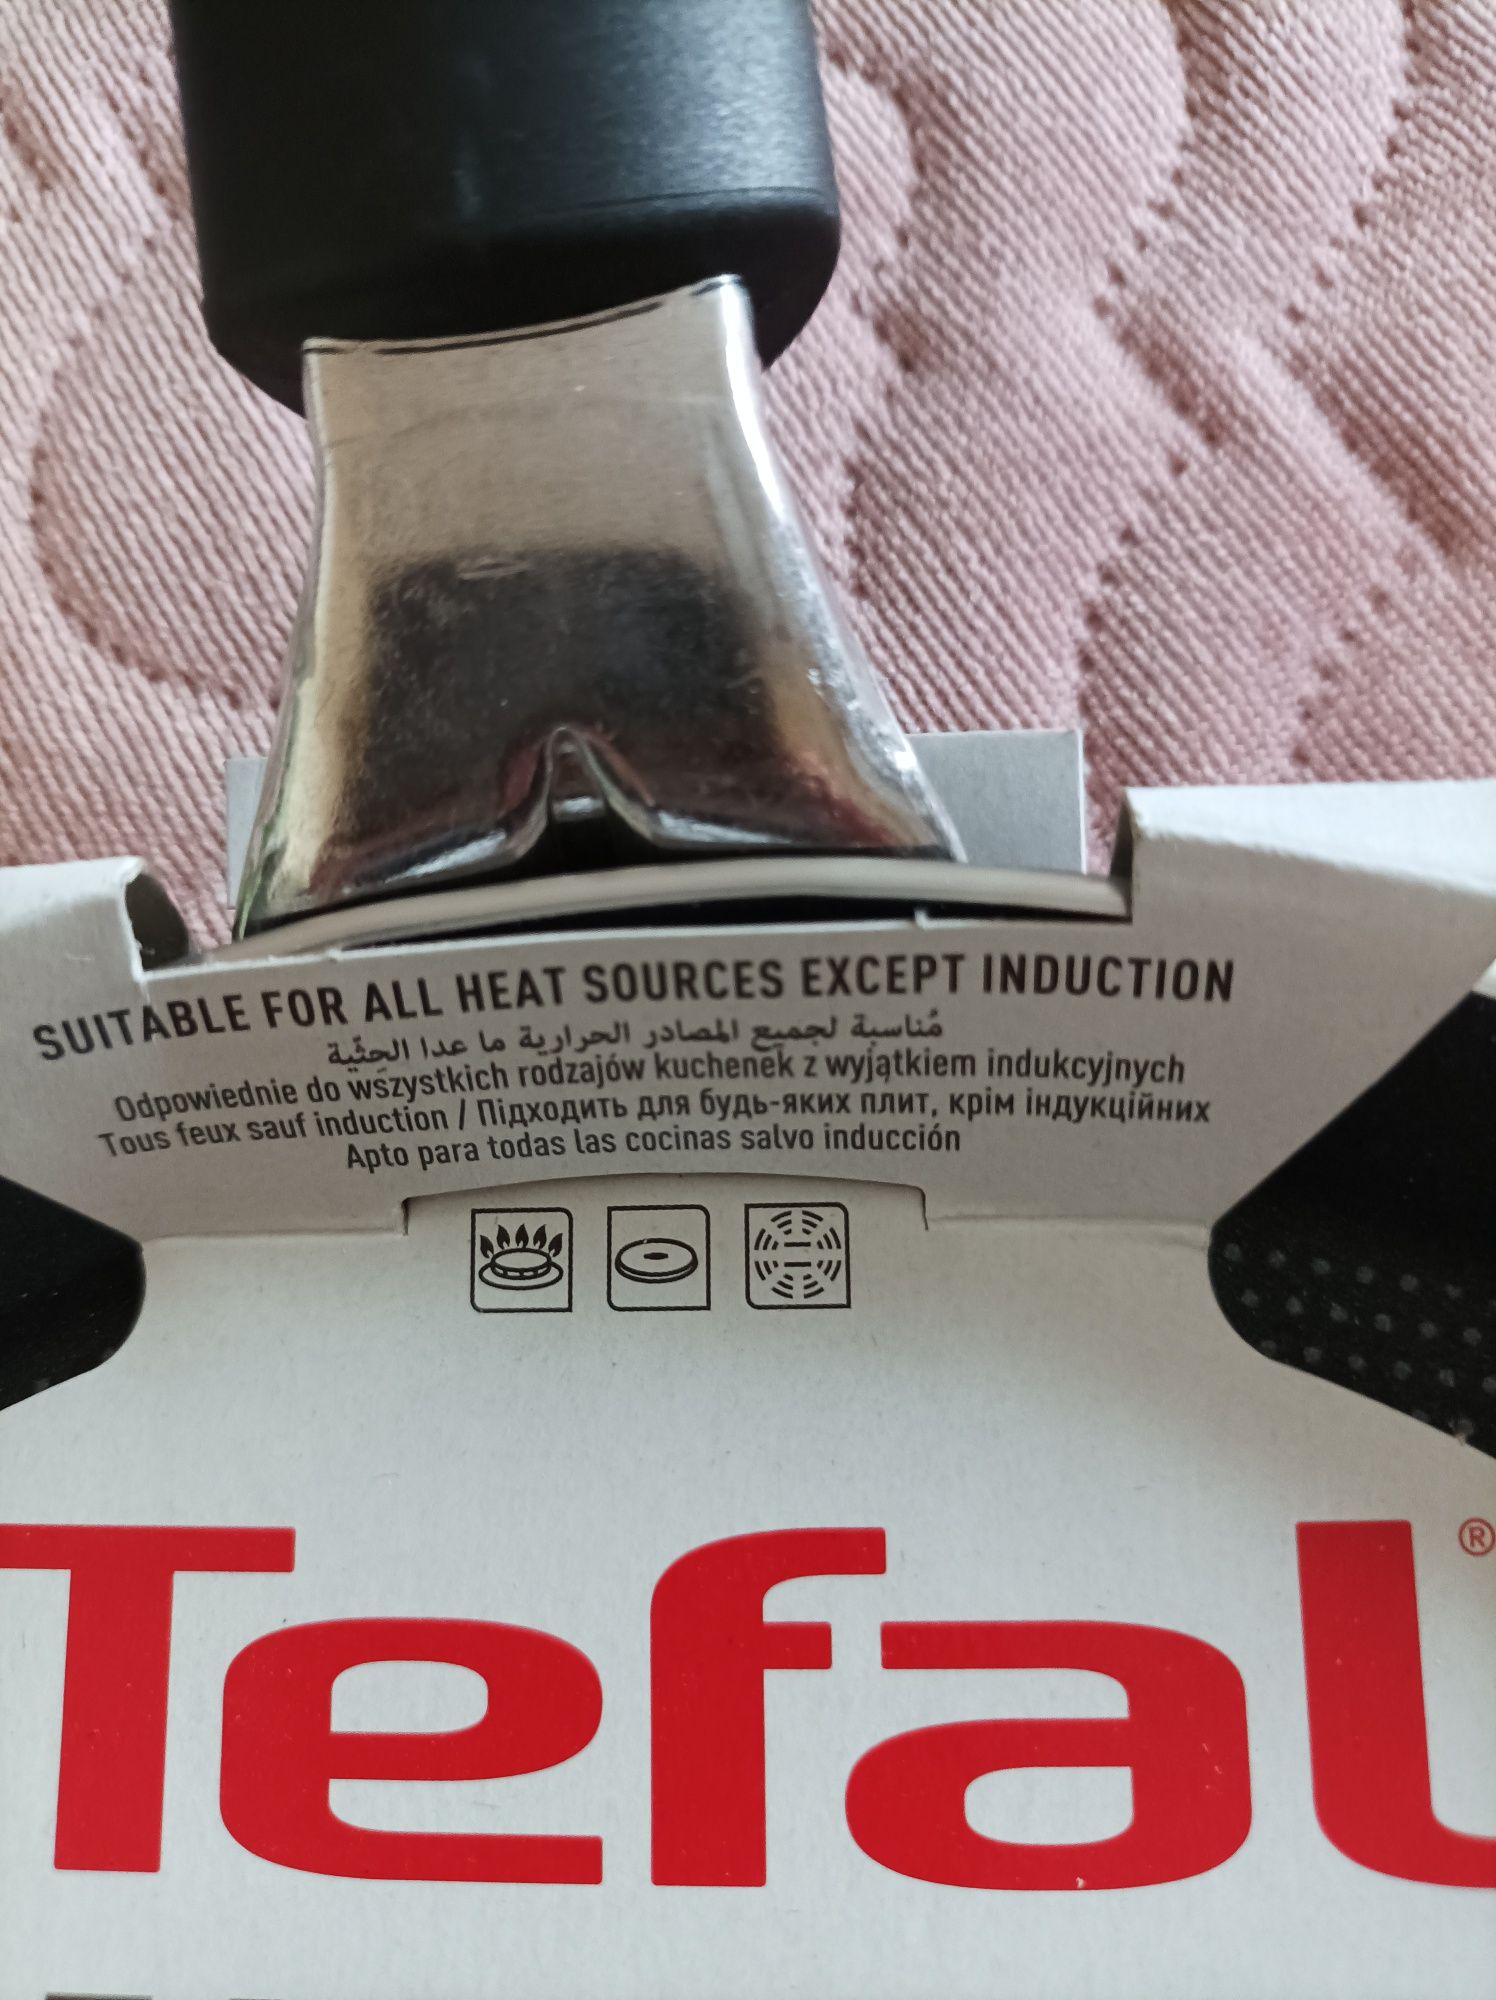 SUITABLE FOR ALL HEAT SOURCES EXCEPT INDUCTION
مُناسبة لجميع المصادر الحرارية ما عدا الحثّية
Odpowiednie do wszystkich rodzajów kuchenek z wyjątkiem indukcyjnych
Tous feux sauf induction / Підходить для будь-яких плит, крім індукційних
Apto para todas las cocinas salvo inducción
Tefal®